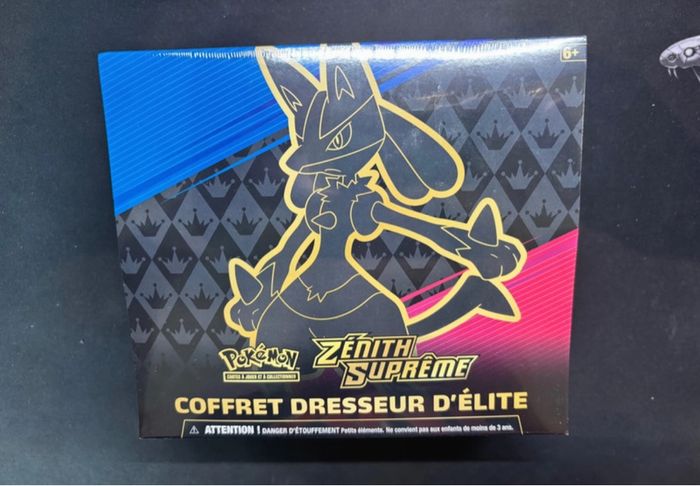 6+
POKÉMON
CARTES À JOUER ET À COLLECTIONNER
ZÉNITH
SUPRÊME
COFFRET DRESSEUR D'ÉLITE
⚠ ATTENTION ! DANGER D'ÉTOUFFEMENT Petits éléments. Ne convient pas aux enfants de moins de 3 ans.